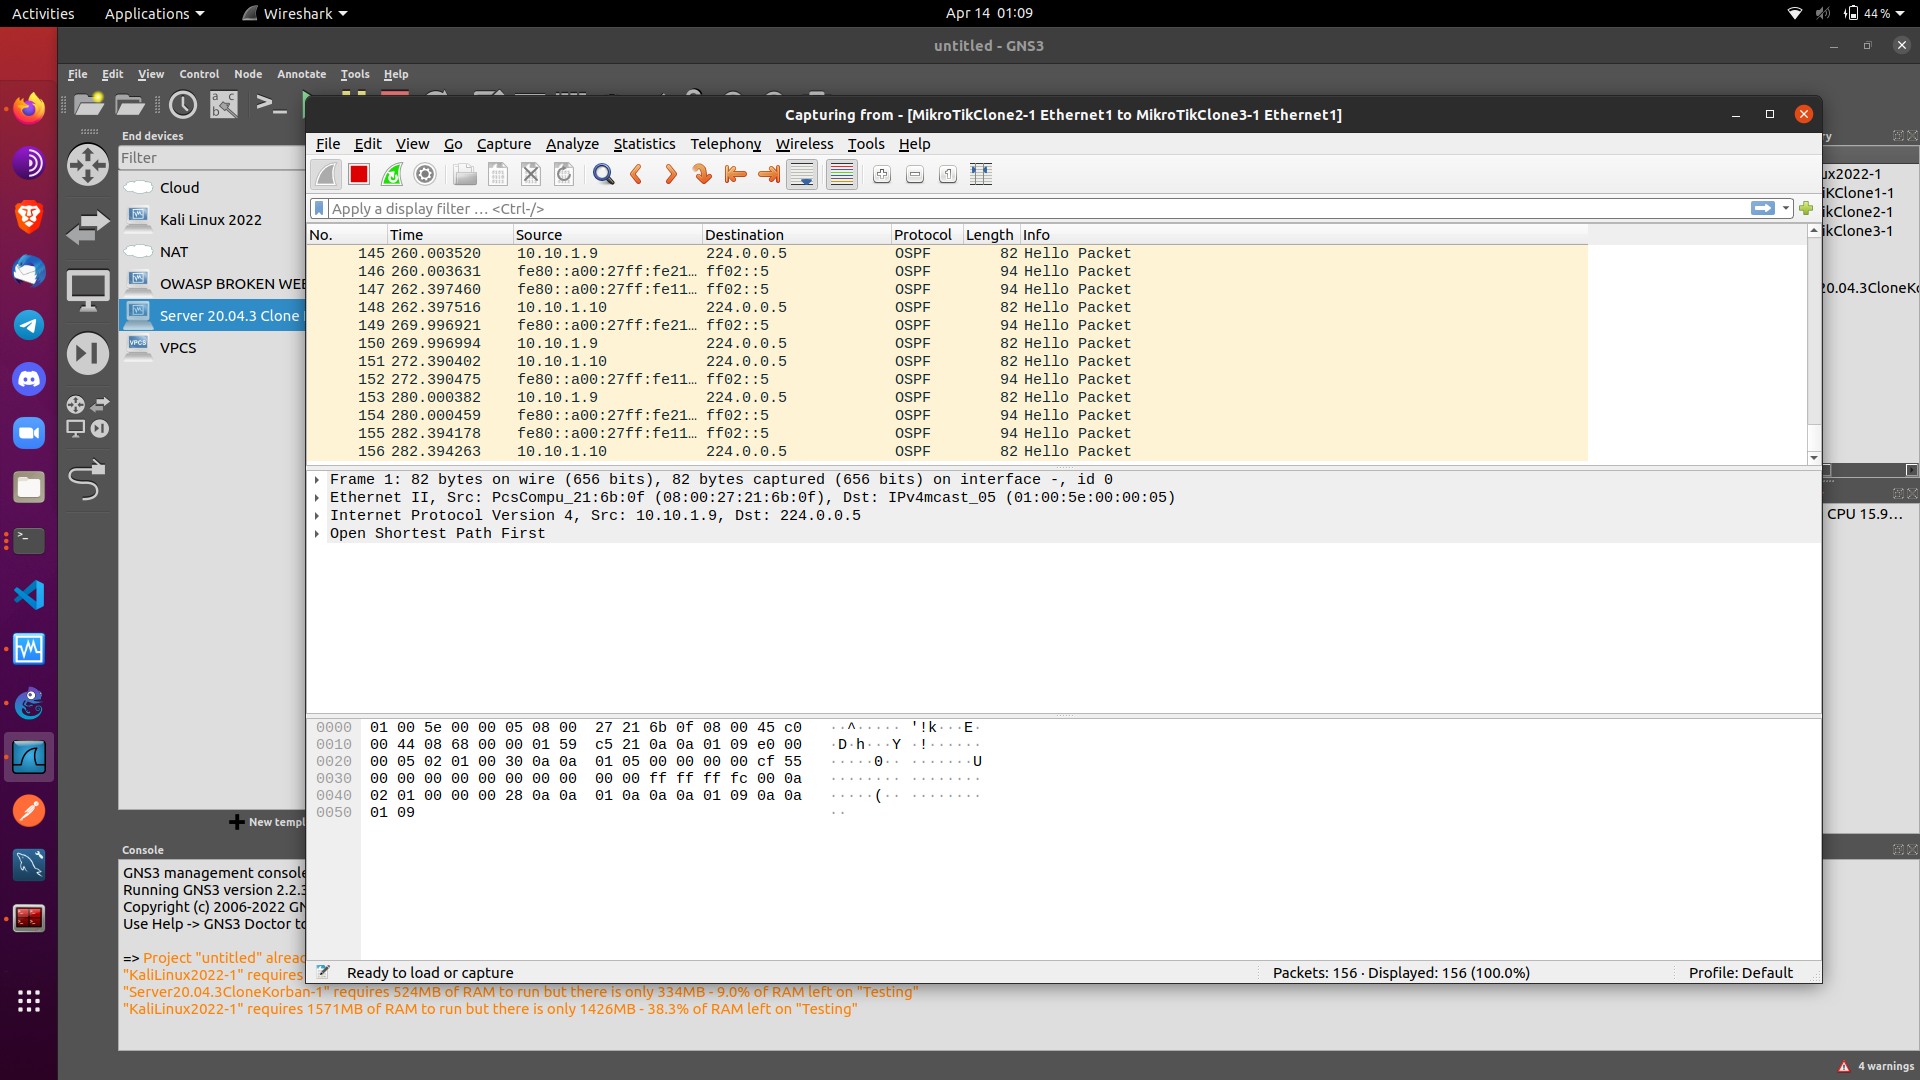 Activities Applications Wireshark Apr 14 01:09 44 %
untitled - GNS3
File Edit View Control Node Annotate Tools Help
End devices
Filter
Cloud
Kali Linux 2022
NAT
OWASP BROKEN WEB
Server 20.04.3 Clone
VPCS
New templ
Capturing from - [MikroTikClone2-1 Ethernet1 to MikroTikClone3-1 Ethernet1]
File Edit View Go Capture Analyze Statistics Telephony Wireless Tools Help
Apply a display filter … <Ctrl-/>
No. Time Source Destination Protocol Length Info
145 260.003520 10.10.1.9 224.0.0.5 OSPF 82 Hello Packet
146 260.003631 fe80::a00:27ff:fe21… ff02::5 OSPF 94 Hello Packet
147 262.397460 fe80::a00:27ff:fe11… ff02::5 OSPF 94 Hello Packet
148 262.397516 10.10.1.10 224.0.0.5 OSPF 82 Hello Packet
149 269.996921 fe80::a00:27ff:fe21… ff02::5 OSPF 94 Hello Packet
150 269.996994 10.10.1.9 224.0.0.5 OSPF 82 Hello Packet
151 272.390402 10.10.1.10 224.0.0.5 OSPF 82 Hello Packet
152 272.390475 fe80::a00:27ff:fe11… ff02::5 OSPF 94 Hello Packet
153 280.000382 10.10.1.9 224.0.0.5 OSPF 82 Hello Packet
154 280.000459 fe80::a00:27ff:fe21… ff02::5 OSPF 94 Hello Packet
155 282.394178 fe80::a00:27ff:fe11… ff02::5 OSPF 94 Hello Packet
156 282.394263 10.10.1.10 224.0.0.5 OSPF 82 Hello Packet
Frame 1: 82 bytes on wire (656 bits), 82 bytes captured (656 bits) on interface -, id 0
Ethernet II, Src: PcsCompu_21:6b:0f (08:00:27:21:6b:0f), Dst: IPv4mcast_05 (01:00:5e:00:00:05)
Internet Protocol Version 4, Src: 10.10.1.9, Dst: 224.0.0.5
Open Shortest Path First
0000 01 00 5e 00 00 05 08 00 27 21 6b 0f 08 00 45 c0 ··^····· '!k···E·
0010 00 44 08 68 00 00 01 59 c5 21 0a 0a 01 09 e0 00 ·D·h···Y ·!······
0020 00 05 02 01 00 30 0a 0a 01 05 00 00 00 00 cf 55 ·····0·· ·······U
0030 00 00 00 00 00 00 00 00 00 00 ff ff ff fc 00 0a ········ ········
0040 02 01 00 00 00 28 0a 0a 01 0a 0a 0a 01 09 0a 0a ·····(·· ········
0050 01 09 ··
Ready to load or capture Packets: 156 · Displayed: 156 (100.0%) Profile: Default
ux2022-1
iKClone1-1
ikClone2-1
ikClone3-1
20.04.3CloneKo
CPU 15.9…
Console
GNS3 management console
Running GNS3 version 2.2.3
Copyright (c) 2006-2022 GN
Use Help -> GNS3 Doctor to
=> Project "untitled" alrea
"KaliLinux2022-1" requires
"Server20.04.3CloneKorban-1" requires 524MB of RAM to run but there is only 334MB - 9.0% of RAM left on "Testing"
"KaliLinux2022-1" requires 1571MB of RAM to run but there is only 1426MB - 38.3% of RAM left on "Testing"
4 warnings